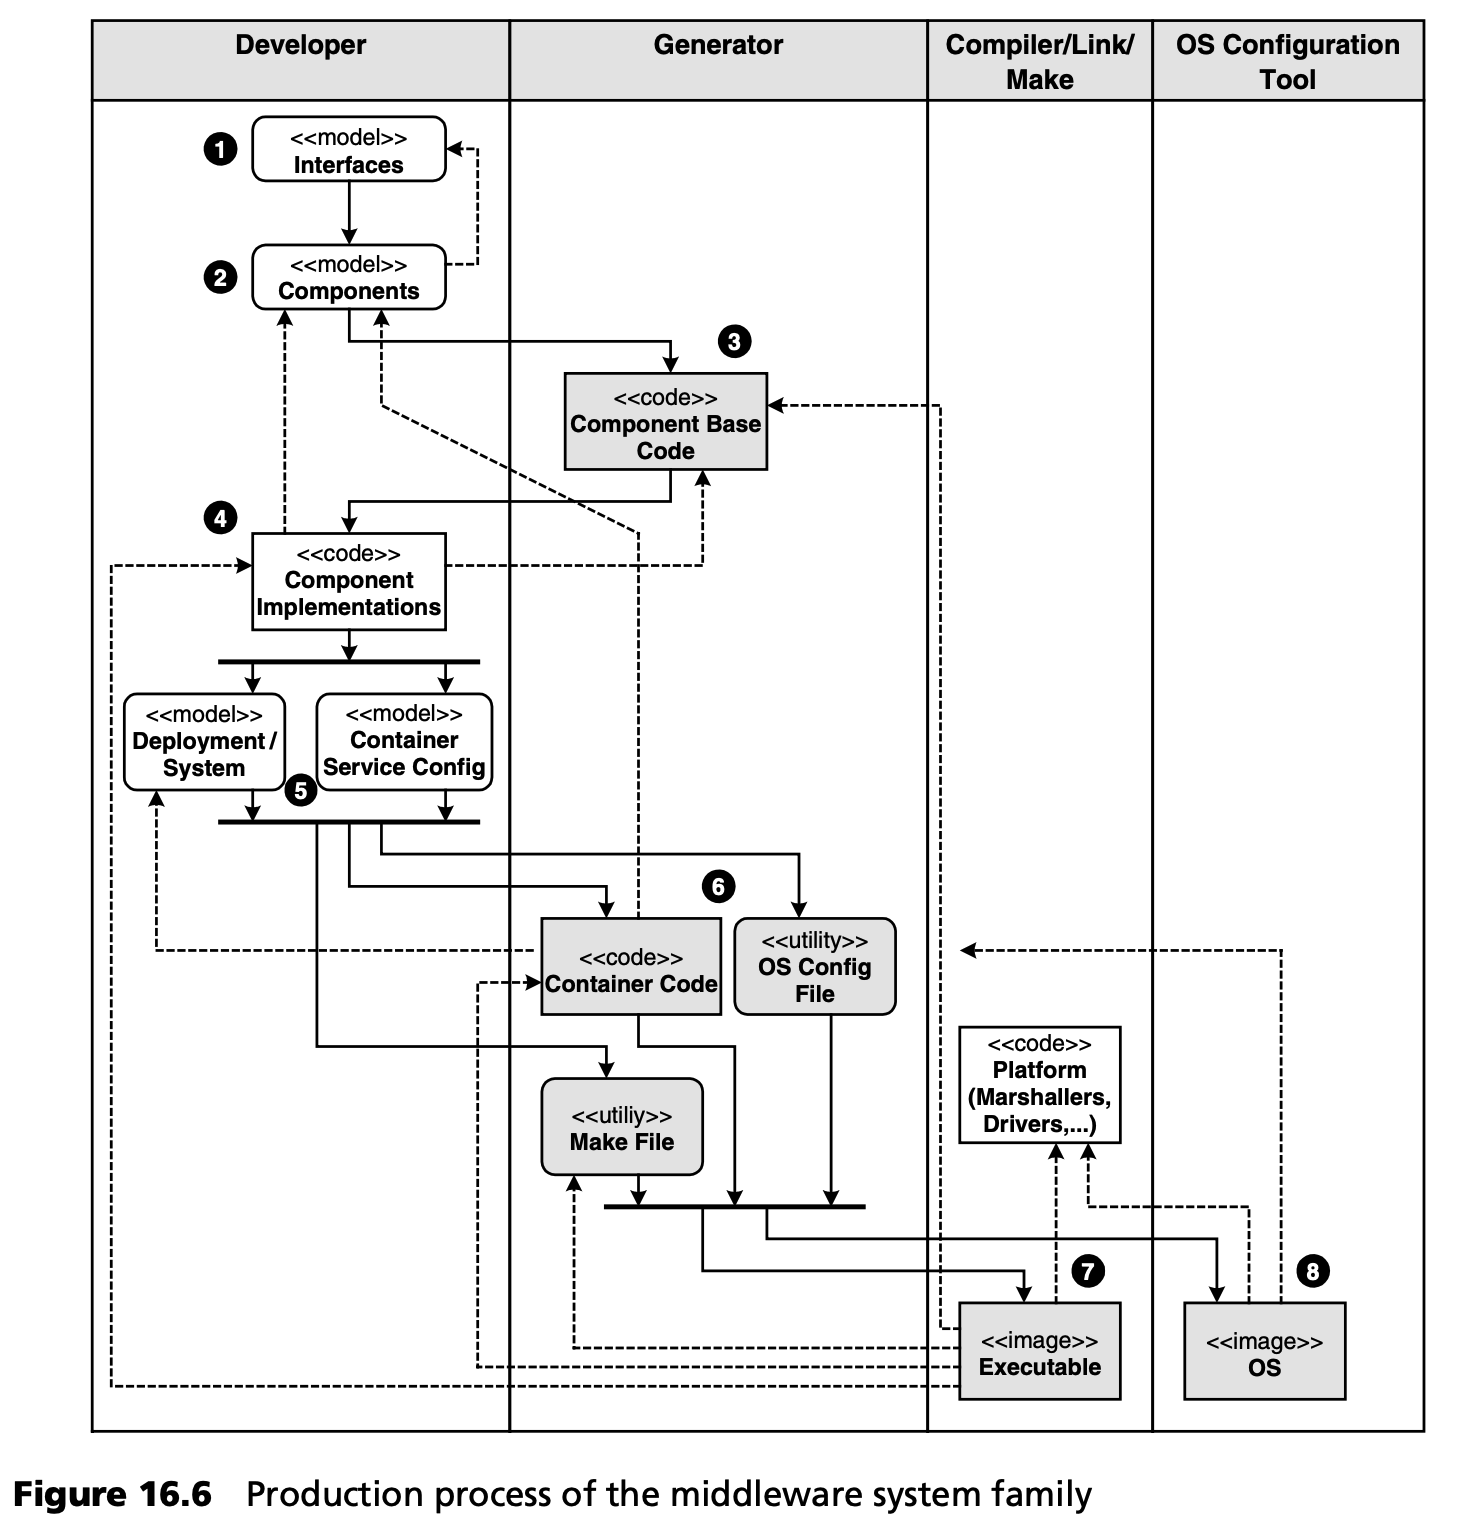 Developer
Generator
Compiler/Link/
Make
OS Configuration
Tool
1
<<model>>
Interfaces
2
<<model>>
Components
3
<<code>>
Component Base
Code
4
<<code>>
Component
Implementations
<<model>>
Deployment/
System
<<model>>
Container
Service Config
5
6
<<code>>
Container Code
<<utility>>
OS Config
File
<<code>>
Platform
(Marshallers,
Drivers,...)
<<utiliy>>
Make File
7
<<image>>
Executable
8
<<image>>
OS
Figure 16.6 Production process of the middleware system family